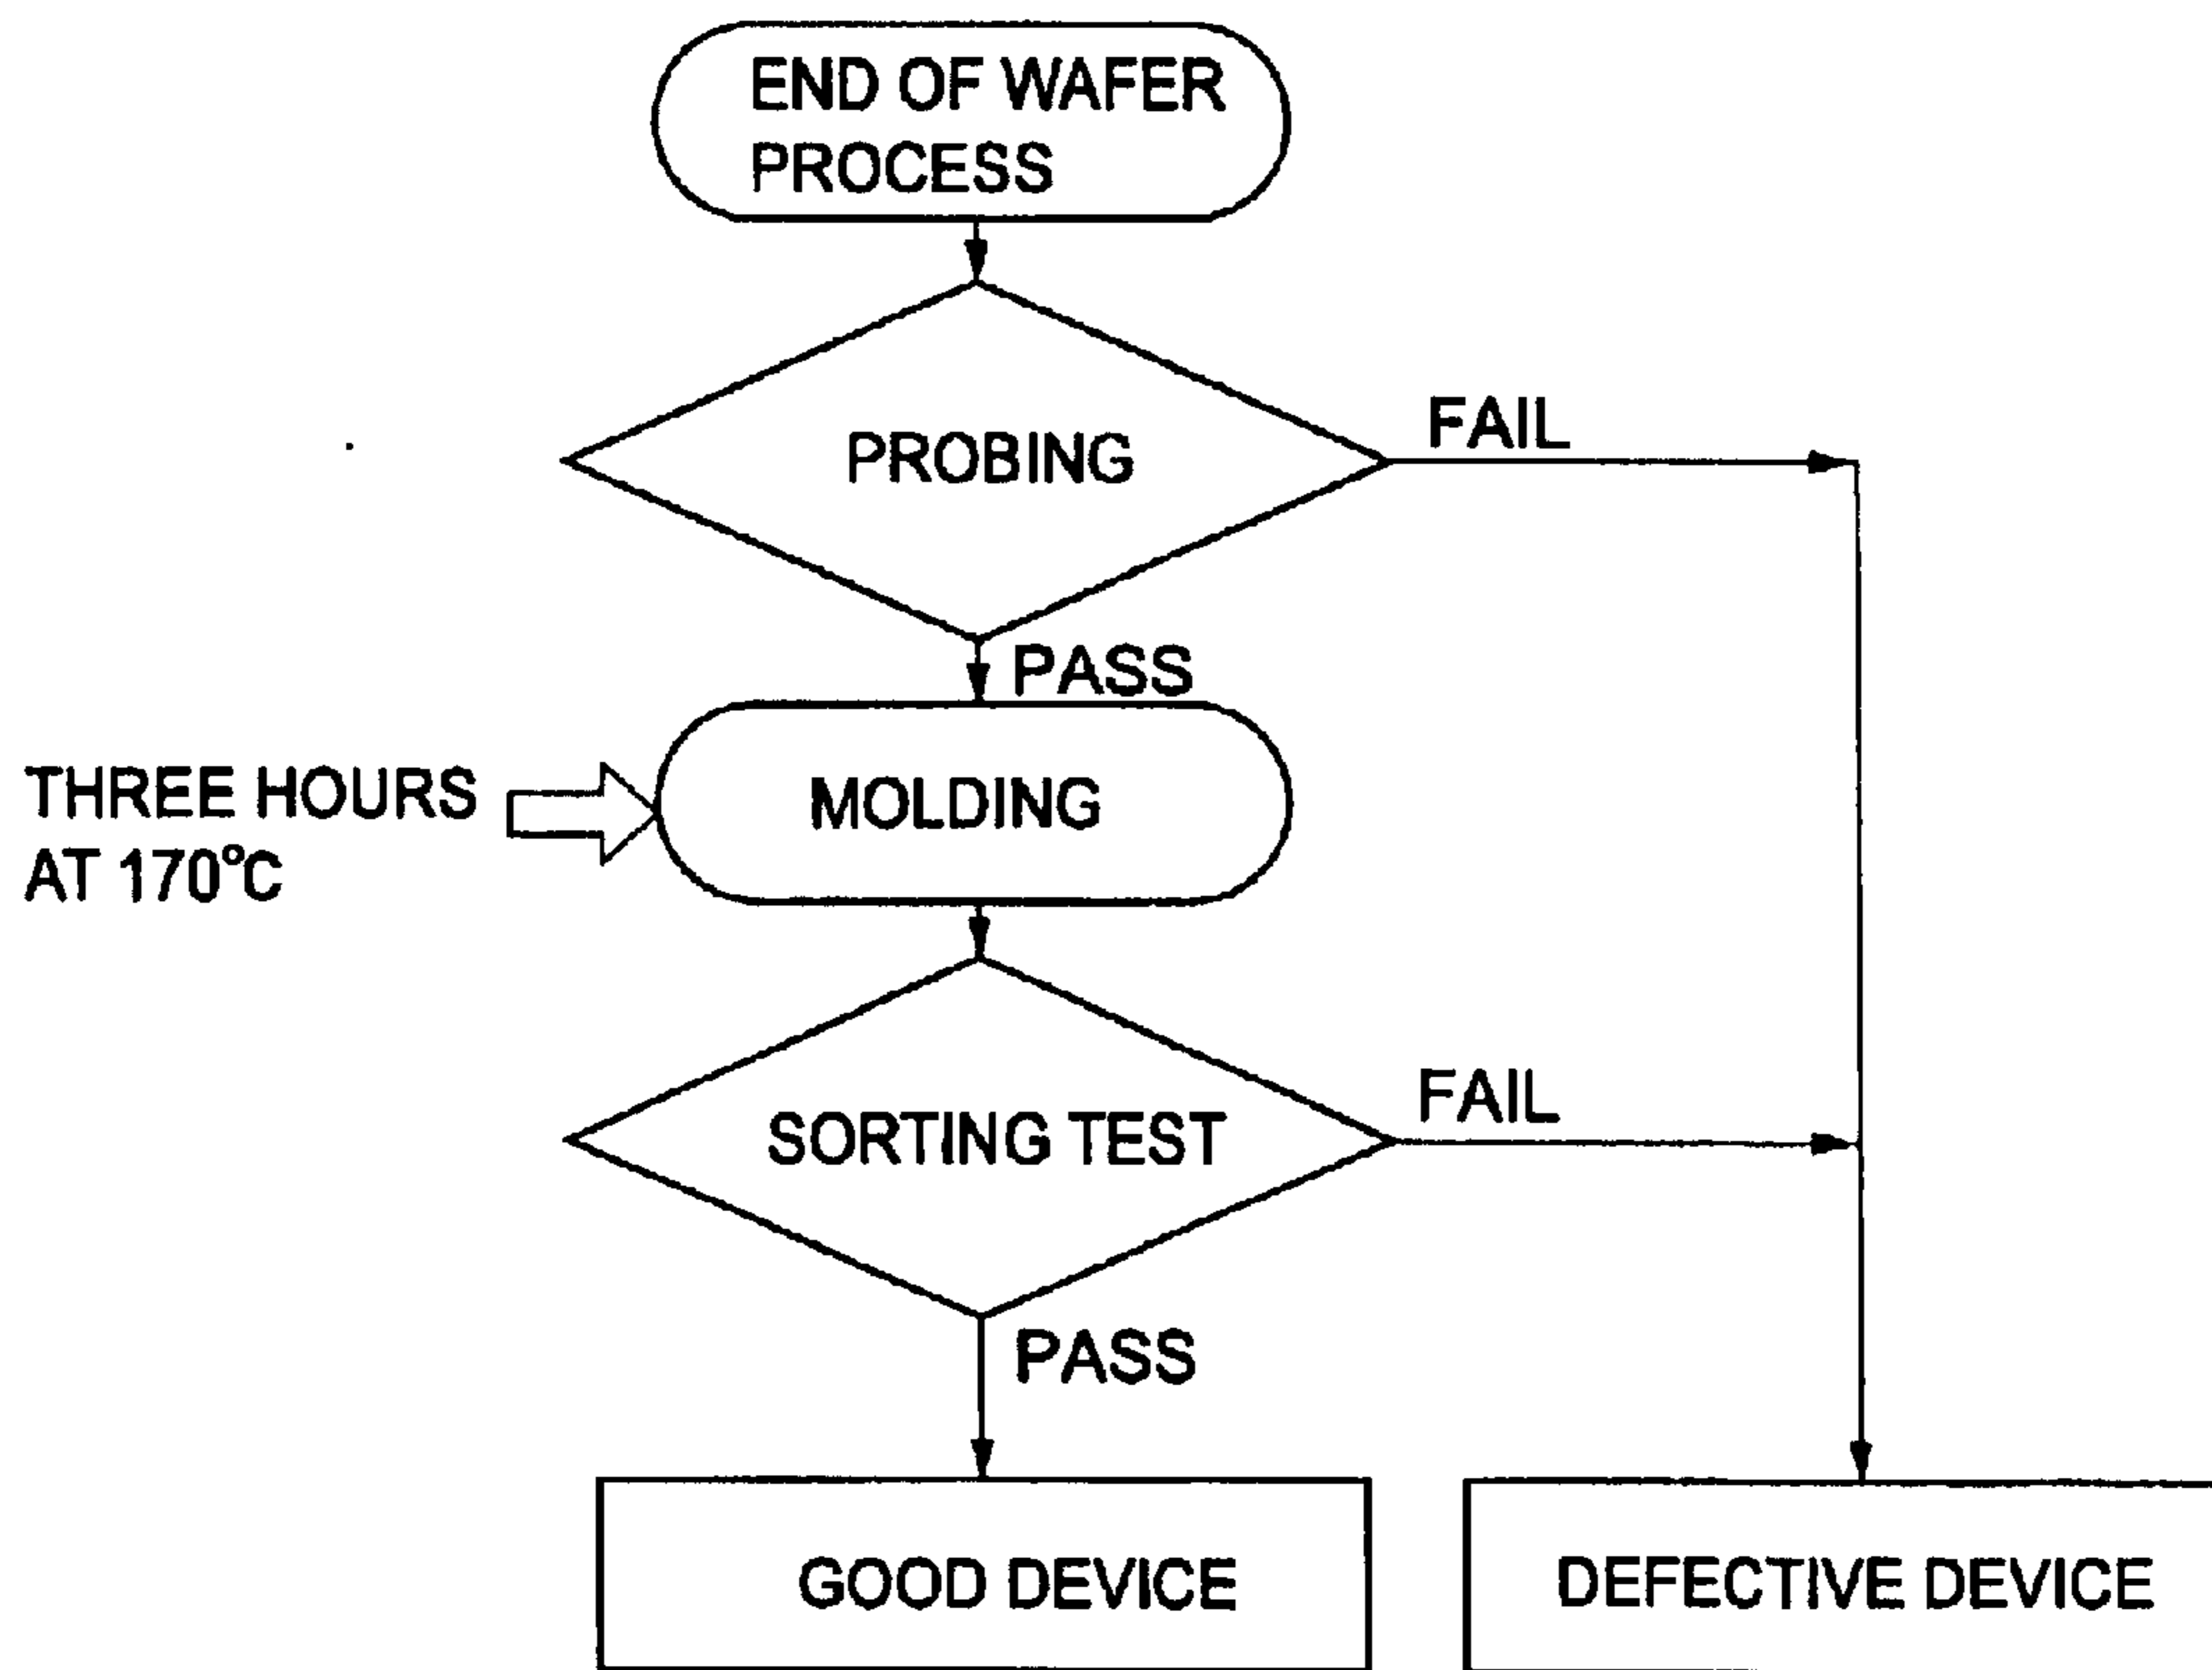 END OF WAFER
PROCESS
PROBING
FAIL
PASS
THREE HOURS
AT 170°C
MOLDING
SORTING TEST
FAIL
PASS
GOOD DEVICE
DEFECTIVE DEVICE